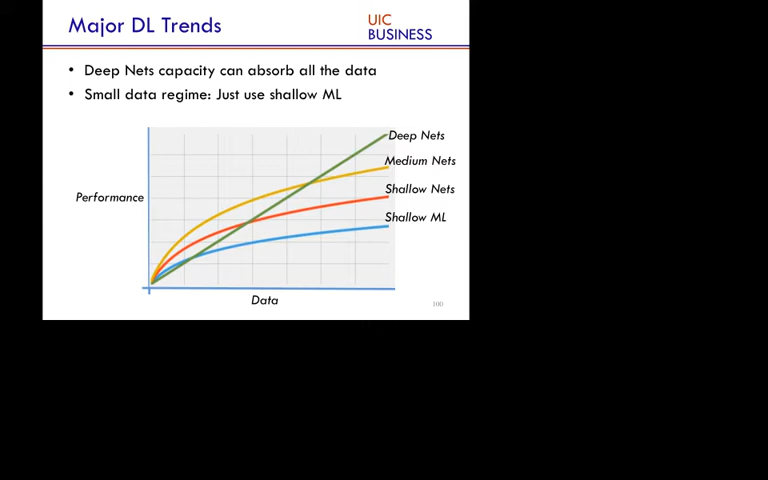 Major DL Trends
UIC
BUSINESS
• Deep Nets capacity can absorb all the data
• Small data regime: Just use shallow ML
Deep Nets
Medium Nets
Shallow Nets
Performance
Shallow ML
Data
100